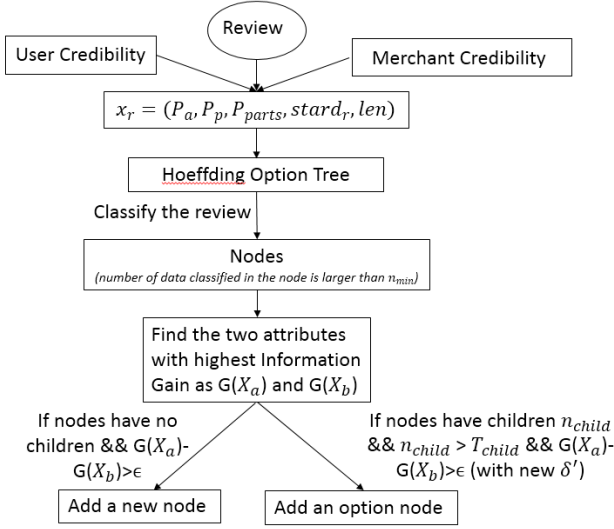 Review
User Credibility
Merchant Credibility
x_r = (P_a, P_p, P_parts, stard_r, len)
Hoeffding Option Tree
Classify the review
Nodes
(number of data classified in the node is larger than n_min)
Find the two attributes
with highest Information
Gain as G(X_a) and G(X_b)
If nodes have no
children && G(X_a)-
G(X_b)>ϵ
If nodes have children n_child
&& n_child > T_child && G(X_a)-
G(X_b)>ϵ (with new δ′)
Add a new node
Add an option node